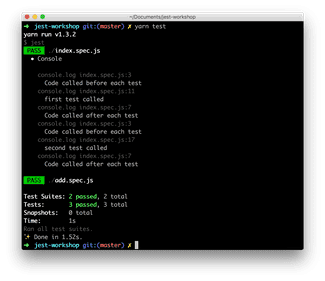 ~/Documents/jest-workshop
➜ jest-workshop git:(master) ✗ yarn test
yarn run v1.3.2
$ jest
PASS ./index.spec.js
● Console
console.log index.spec.js:3
Code called before each test
console.log index.spec.js:11
first test called
console.log index.spec.js:7
Code called after each test
console.log index.spec.js:3
Code called before each test
console.log index.spec.js:17
second test called
console.log index.spec.js:7
Code called after each test
PASS ./add.spec.js
Test Suites: 2 passed, 2 total
Tests: 3 passed, 3 total
Snapshots: 0 total
Time: 1s
Ran all test suites.
✨ Done in 1.52s.
➜ jest-workshop git:(master) ✗